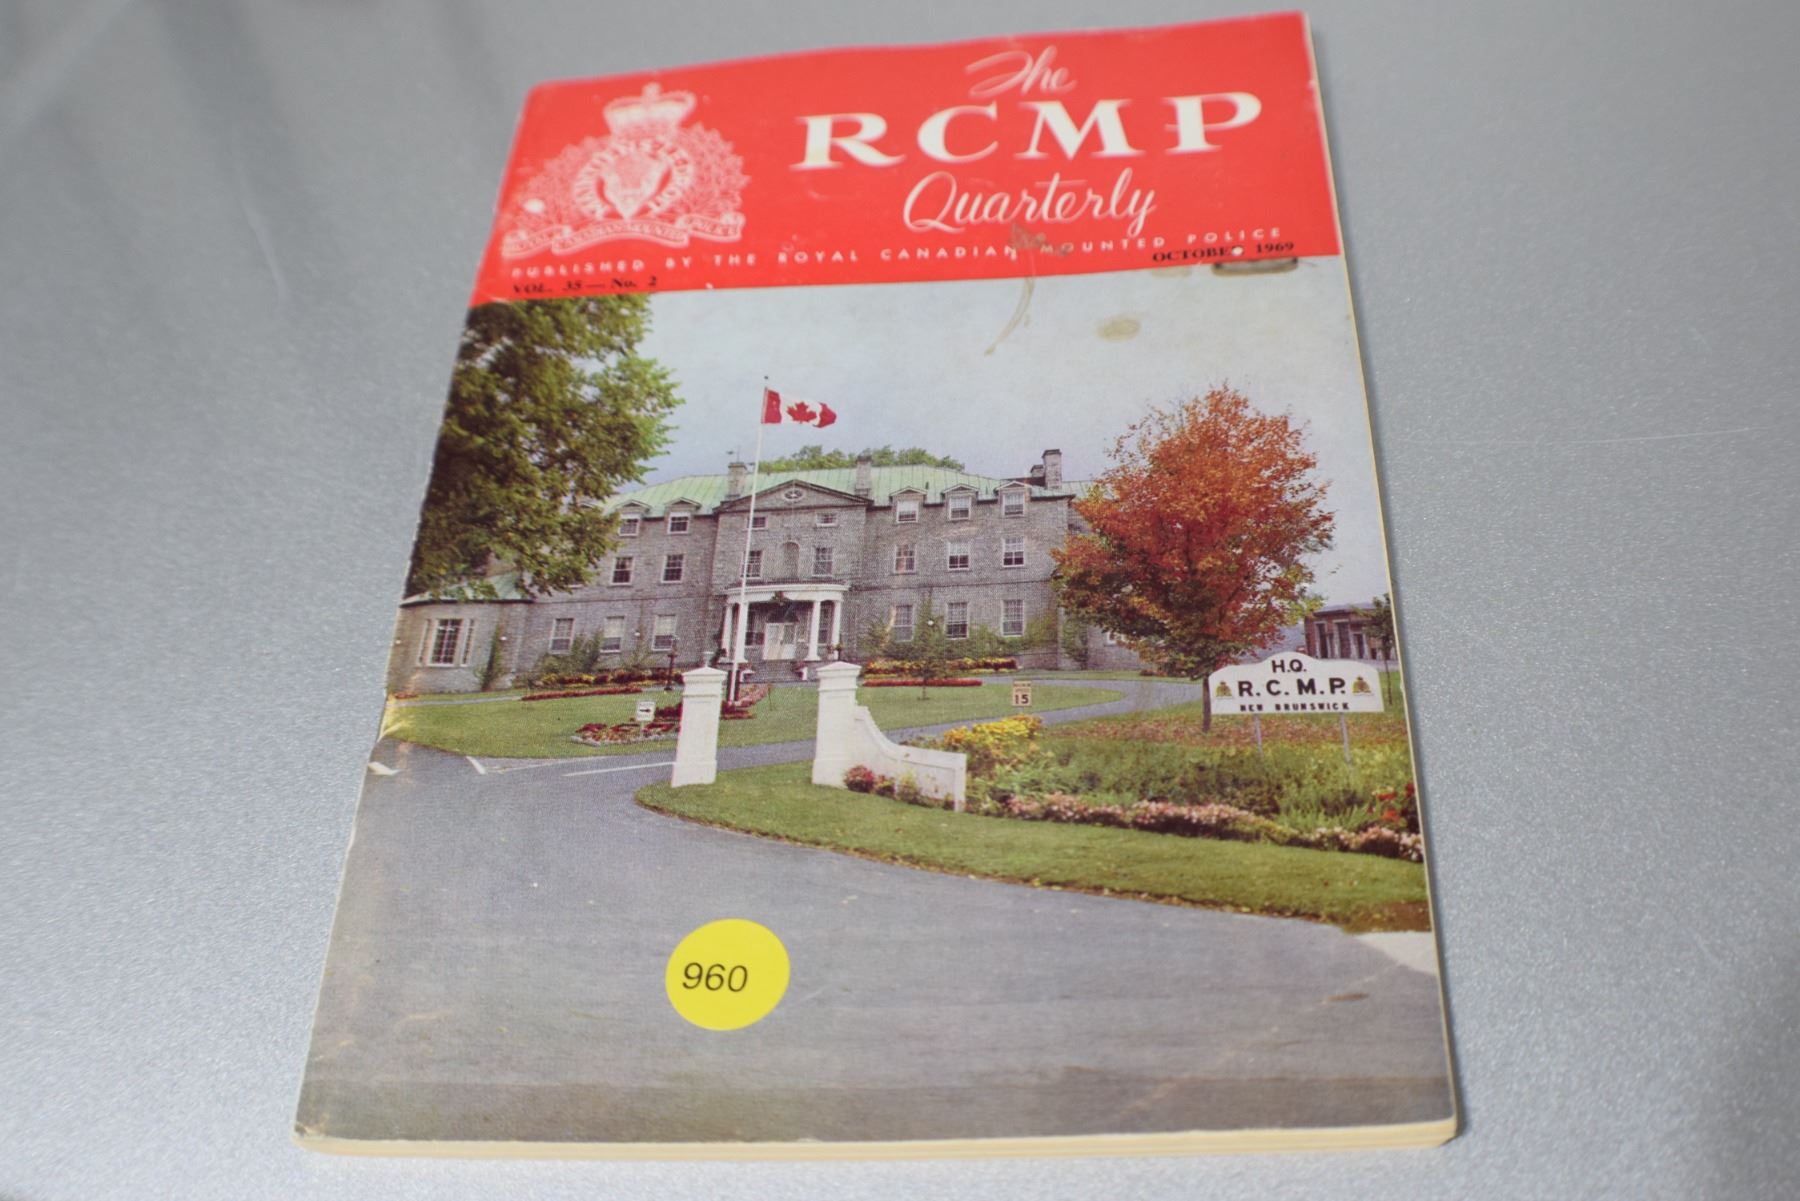 The
RCMP
Quarterly
PUBLISHED BY THE ROYAL CANADIAN MOUNTED POLICE
VOL. 35 — No. 2
OCTOBER 1969
H.Q.
R.C.M.P.
NEW BRUNSWICK
15
960